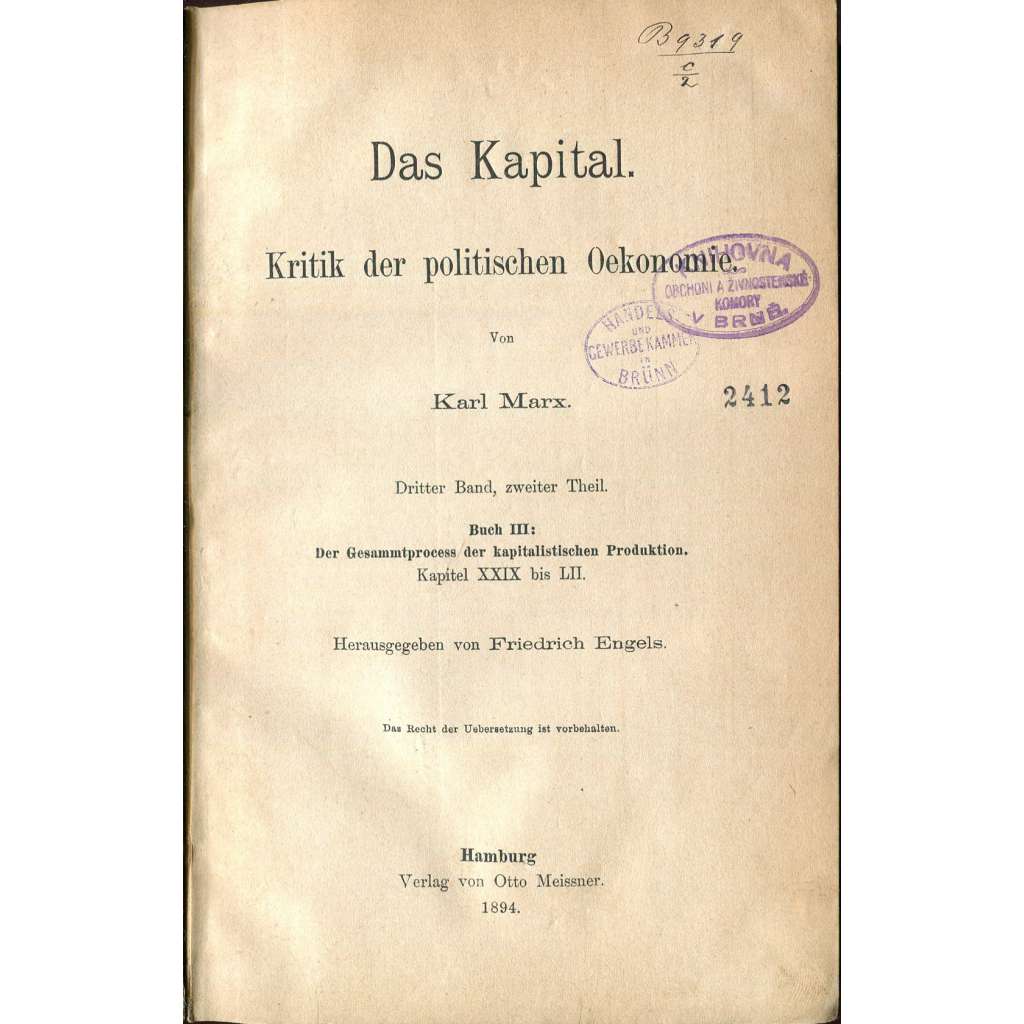 B 9319
c
2
Das Kapital.
Kritik der politischen Oekonomie.
KNIHOVNA
OBCHODNÍ A ŽIVNOSTENSKÉ
KOMORY
V BRNĚ.
Von
HANDELS
UND
GEWERBEKAMMER
IN
BRÜNN
Karl Marx.
2412
Dritter Band, zweiter Theil.
Buch III:
Der Gesammtprocess der kapitalistischen Produktion.
Kapitel XXIX bis LII.
Herausgegeben von Friedrich Engels.
Das Recht der Uebersetzung ist vorbehalten.
Hamburg
Verlag von Otto Meissner.
1894.